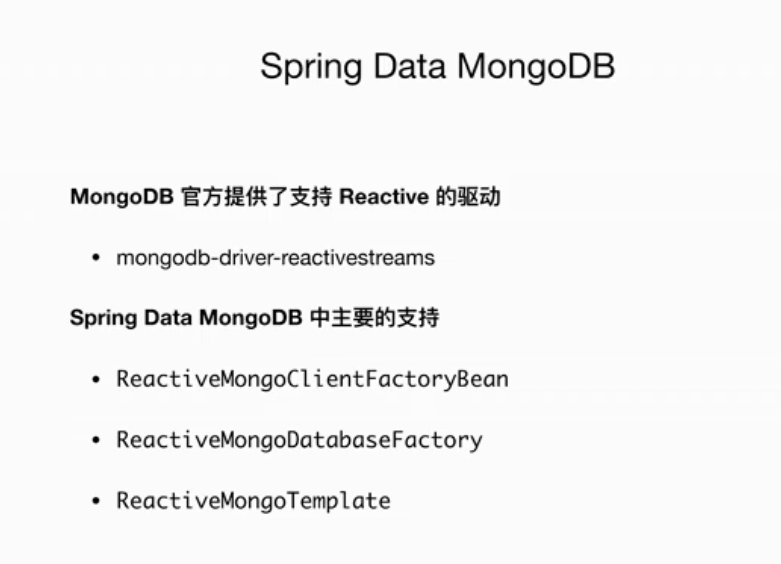 Spring Data MongoDB
MongoDB 官方提供了支持 Reactive 的驱动
• mongodb-driver-reactivestreams
Spring Data MongoDB 中主要的支持
• ReactiveMongoClientFactoryBean
• ReactiveMongoDatabaseFactory
• ReactiveMongoTemplate